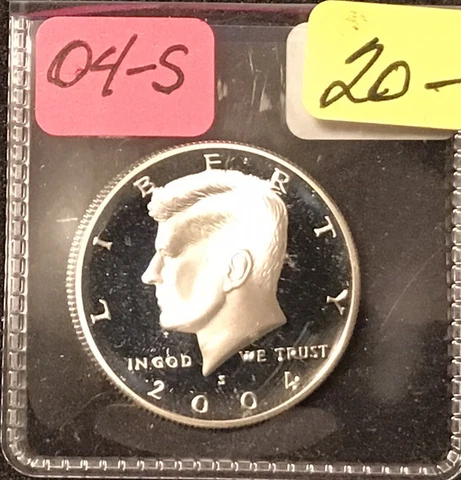 04-S
20-
LIBERTY
IN GOD WE TRUST
S
2004